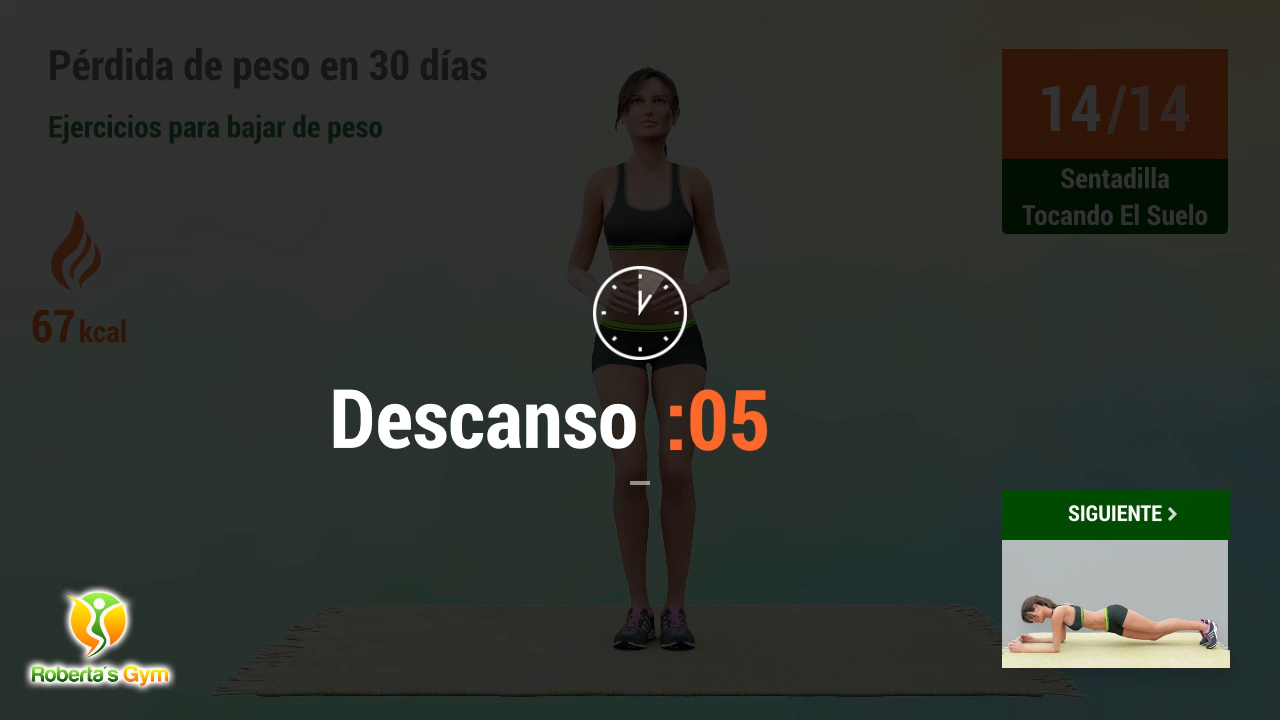 Pérdida de peso en 30 días
Ejercicios para bajar de peso
14/14
Sentadilla
Tocando El Suelo
67 kcal
Descanso :05
SIGUIENTE >
Roberta´s Gym